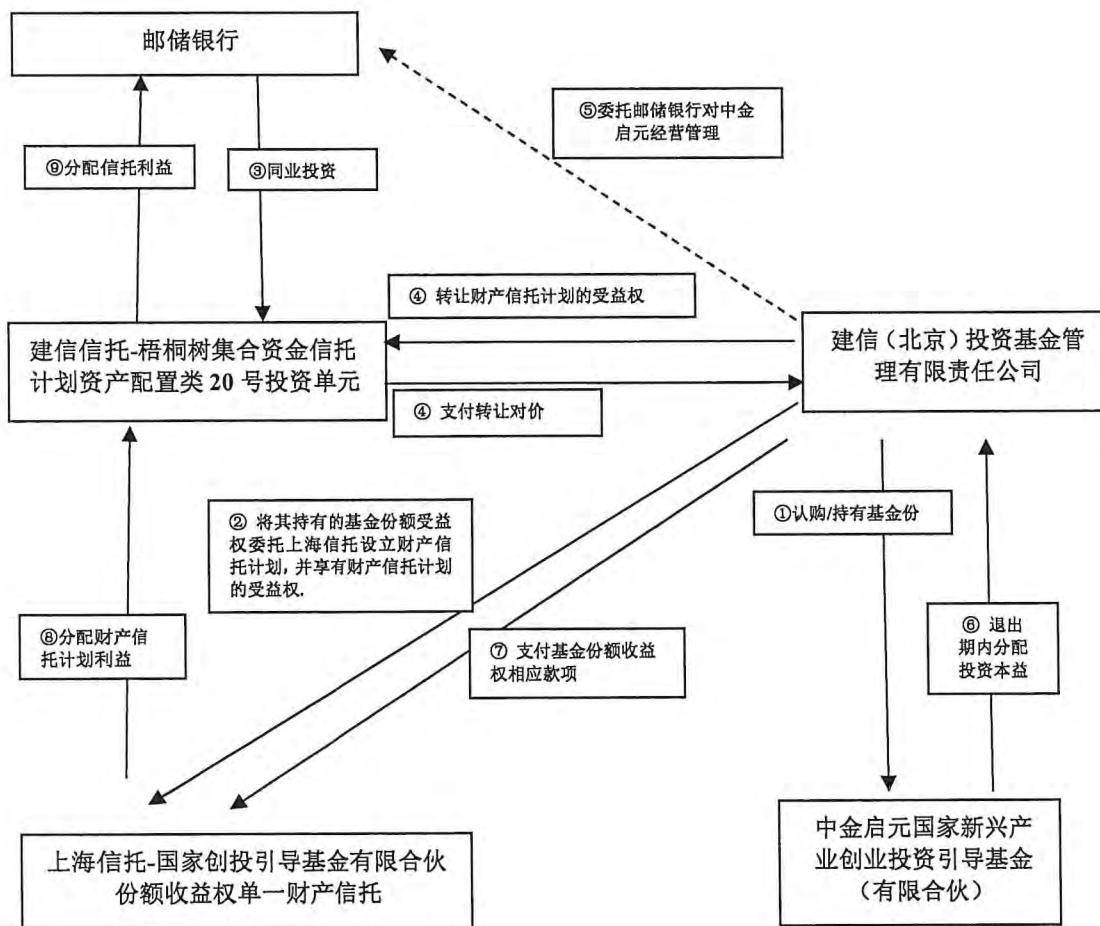 邮储银行
⑤委托邮储银行对中金
启元经营管理
⑨分配信托利益
③同业投资
④ 转让财产信托计划的受益权
建信信托-梧桐树集合资金信托
计划资产配置类 20 号投资单元
建信（北京）投资基金管
理有限责任公司
④ 支付转让对价
② 将其持有的基金份额受益
权委托上海信托设立财产信
托计划，并享有财产信托计划
的受益权.
①认购/持有基金份
⑧分配财产信
托计划利益
⑦ 支付基金份额收益
权相应款项
⑥ 退出
期内分配
投资本益
上海信托-国家创投引导基金有限合伙
份额收益权单一财产信托
中金启元国家新兴产
业创业投资引导基金
（有限合伙）